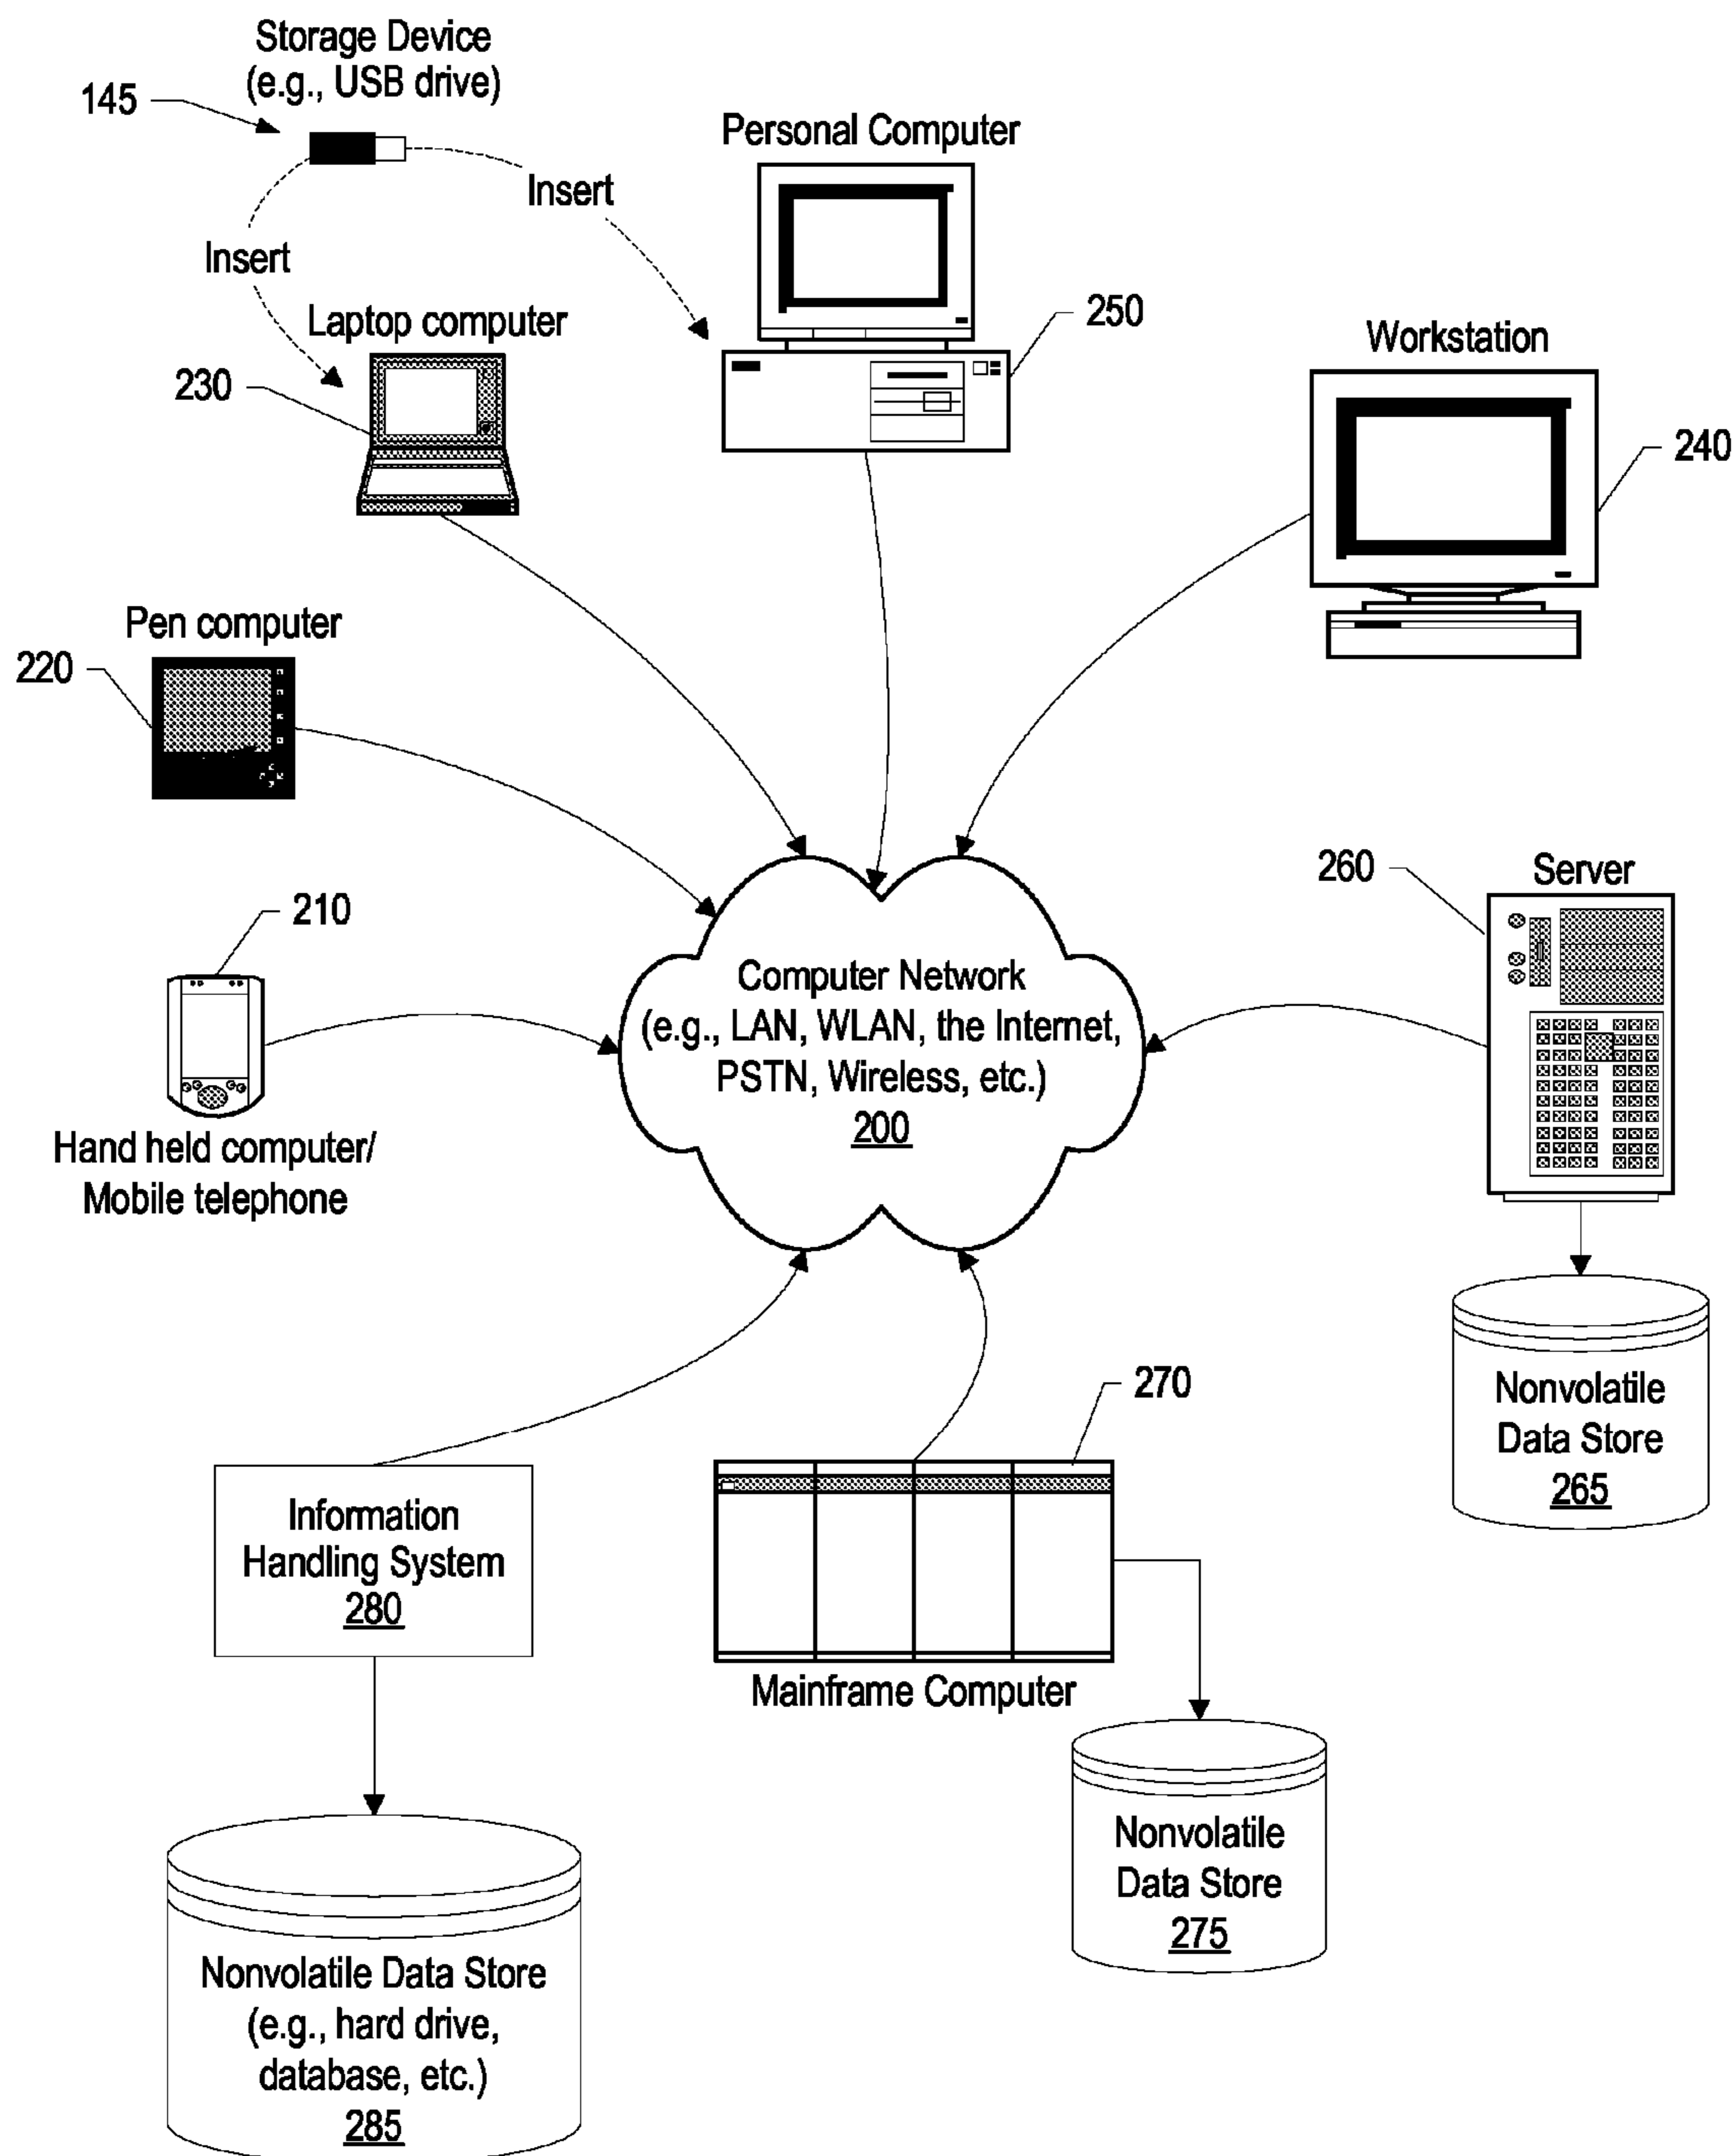 Storage Device
(e.g., USB drive)
145
Insert
Insert
Personal Computer
250
Laptop computer
230
Workstation
240
Pen computer
220
210
Hand held computer/
Mobile telephone
Computer Network
(e.g., LAN, WLAN, the Internet,
PSTN, Wireless, etc.)
200
260
Server
Nonvolatile
Data Store
265
270
Mainframe Computer
Information
Handling System
280
Nonvolatile
Data Store
275
Nonvolatile Data Store
(e.g., hard drive,
database, etc.)
285